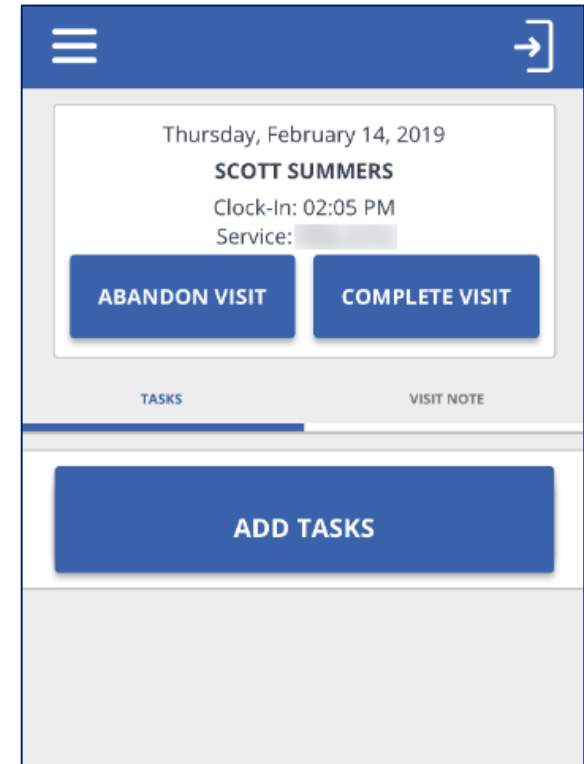 Thursday, February 14, 2019
SCOTT SUMMERS
Clock-In: 02:05 PM
Service:
ABANDON VISIT
COMPLETE VISIT
TASKS
VISIT NOTE
ADD TASKS